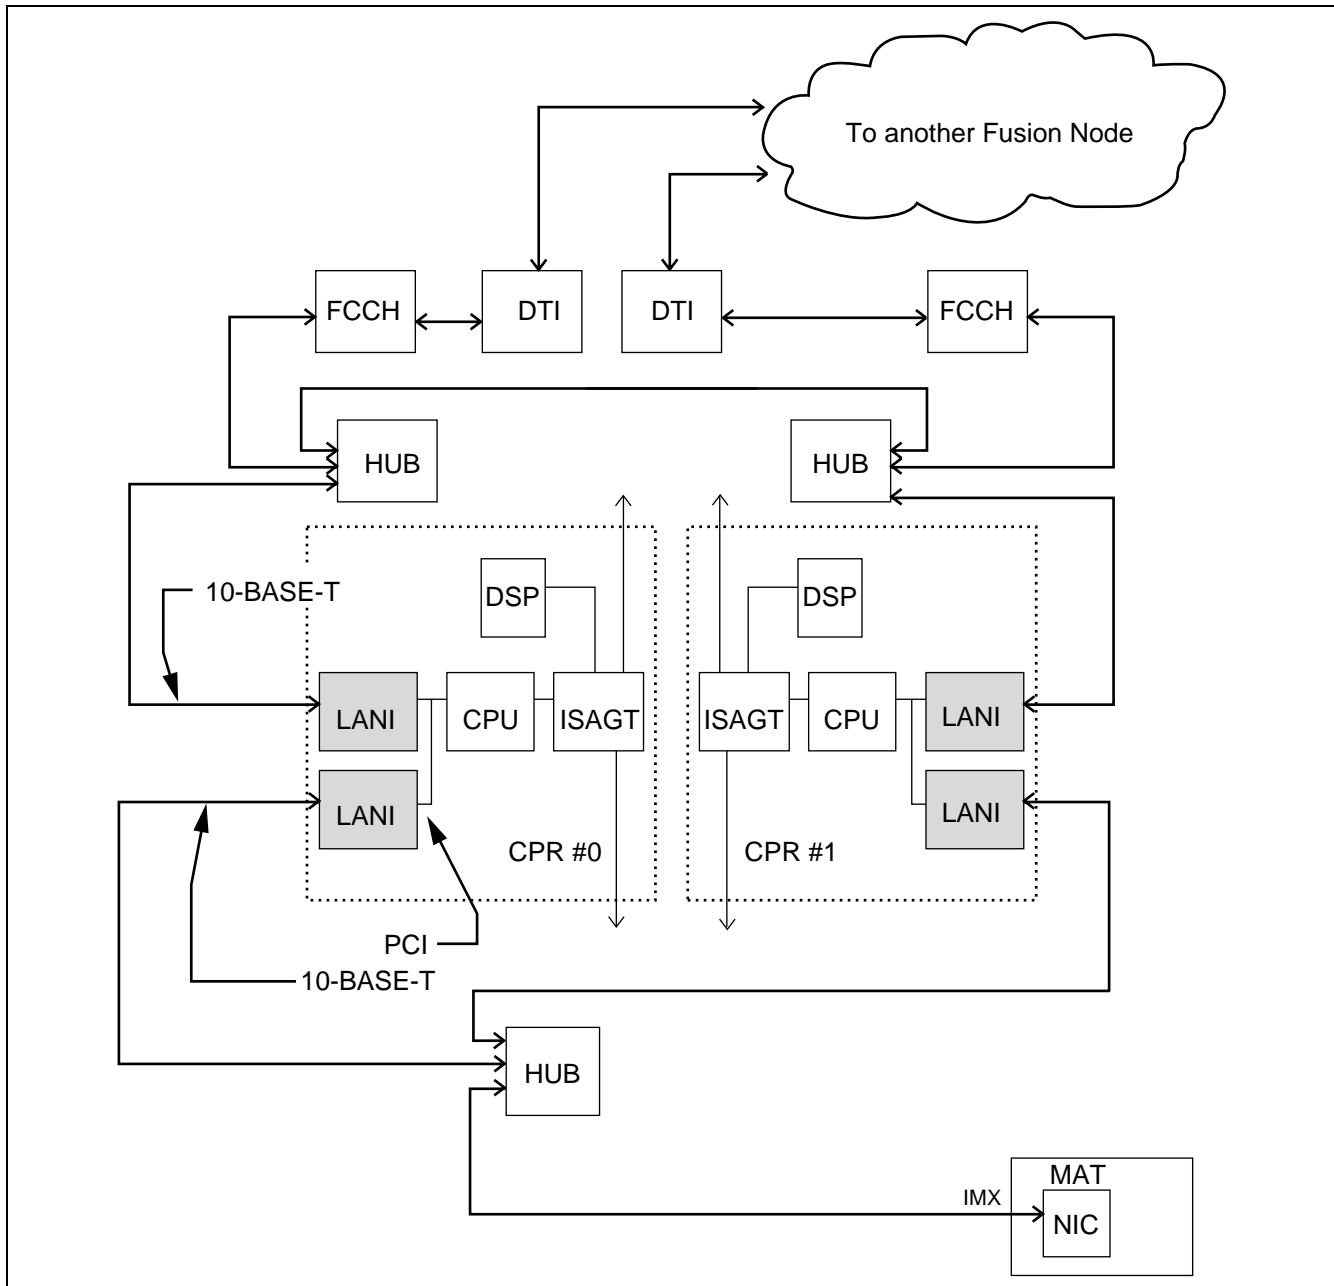 To another Fusion Node
FCCH
DTI
DTI
FCCH
HUB
HUB
10-BASE-T
DSP
DSP
LANI
CPU
ISAGT
ISAGT
CPU
LANI
LANI
LANI
CPR #0
CPR #1
PCI
10-BASE-T
HUB
MAT
IMX
NIC